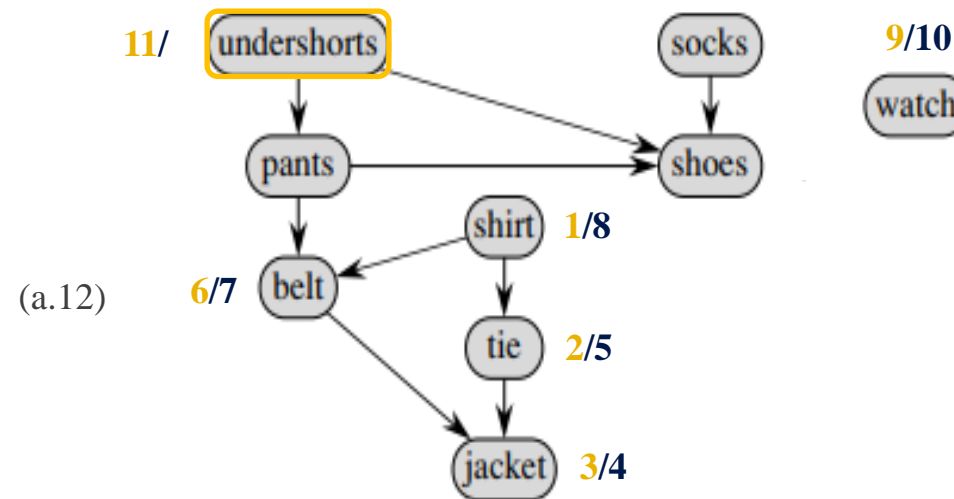 11/ undershorts socks 9/10
watch
pants shoes
shirt 1/8
(a.12) 6/7 belt
tie 2/5
jacket 3/4